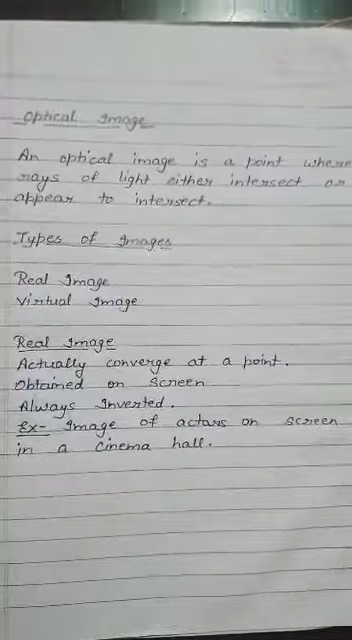 Optical Image
An optical image is a point where
rays of light either intersect or
appear to intersect.
Types of Images
Real Image
Virtual Image
Real Image
Actually converge at a point.
Obtained on Screen
Always Inverted.
Ex- Image of actors on screen
in a cinema hall.